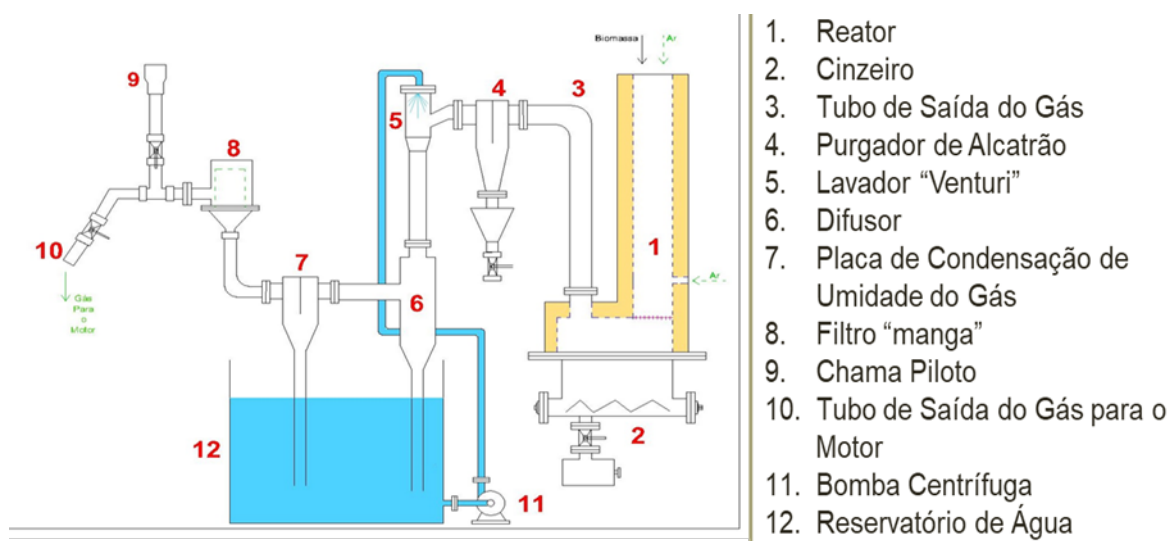 Biomassa
Ar
9
4
3
5
8
1
10
7
Ar
Gás
Para
o
Motor
6
12
2
11
1. Reator
2. Cinzeiro
3. Tubo de Saída do Gás
4. Purgador de Alcatrão
5. Lavador “Venturi”
6. Difusor
7. Placa de Condensação de
Umidade do Gás
8. Filtro “manga”
9. Chama Piloto
10. Tubo de Saída do Gás para o
Motor
11. Bomba Centrífuga
12. Reservatório de Água